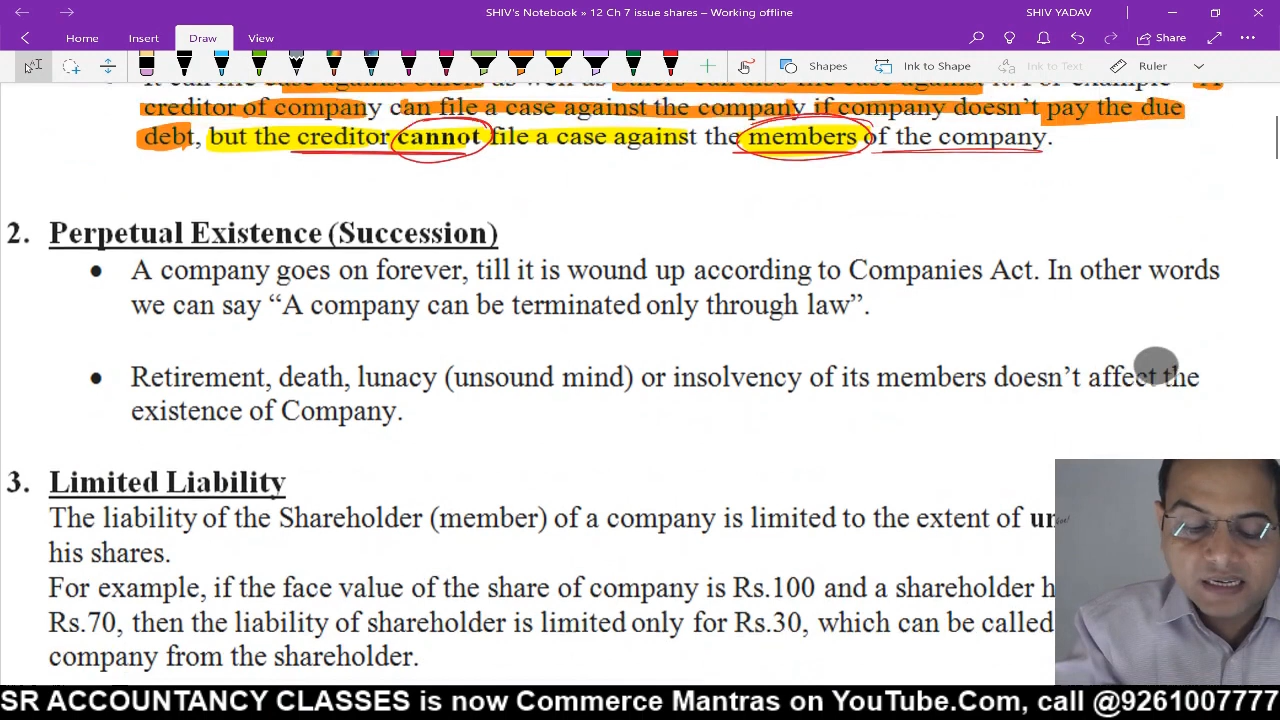 SHIV's Notebook » 12 Ch 7 issue shares – Working offline
SHIV YADAV
Home Insert Draw View
Share
Shapes Ink to Shape Ink to Text Ruler
creditor of company can file a case against the company if company doesn't pay the due
debt, but the creditor cannot file a case against the members of the company.
2. Perpetual Existence (Succession)
• A company goes on forever, till it is wound up according to Companies Act. In other words
we can say “A company can be terminated only through law”.
• Retirement, death, lunacy (unsound mind) or insolvency of its members doesn't affect the
existence of Company.
3. Limited Liability
The liability of the Shareholder (member) of a company is limited to the extent of
his shares.
For example, if the face value of the share of company is Rs.100 and a shareholder
Rs.70, then the liability of shareholder is limited only for Rs.30, which can be called
company from the shareholder.
SR ACCOUNTANCY CLASSES is now Commerce Mantras on YouTube.Com, call @9261007777